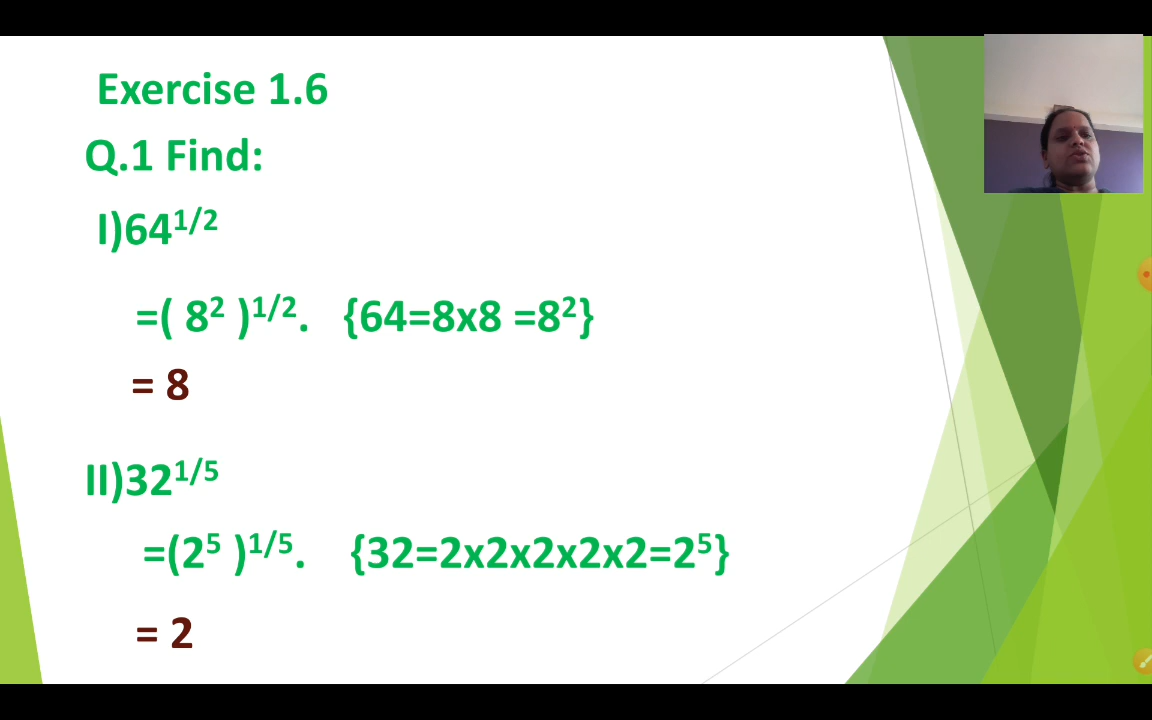 Exercise 1.6
Q.1 Find:
I)64^1/2
=( 8² )^1/2. {64=8x8 =8²}
= 8
II)32^1/5
=(2⁵ )^1/5. {32=2x2x2x2x2=2⁵}
= 2